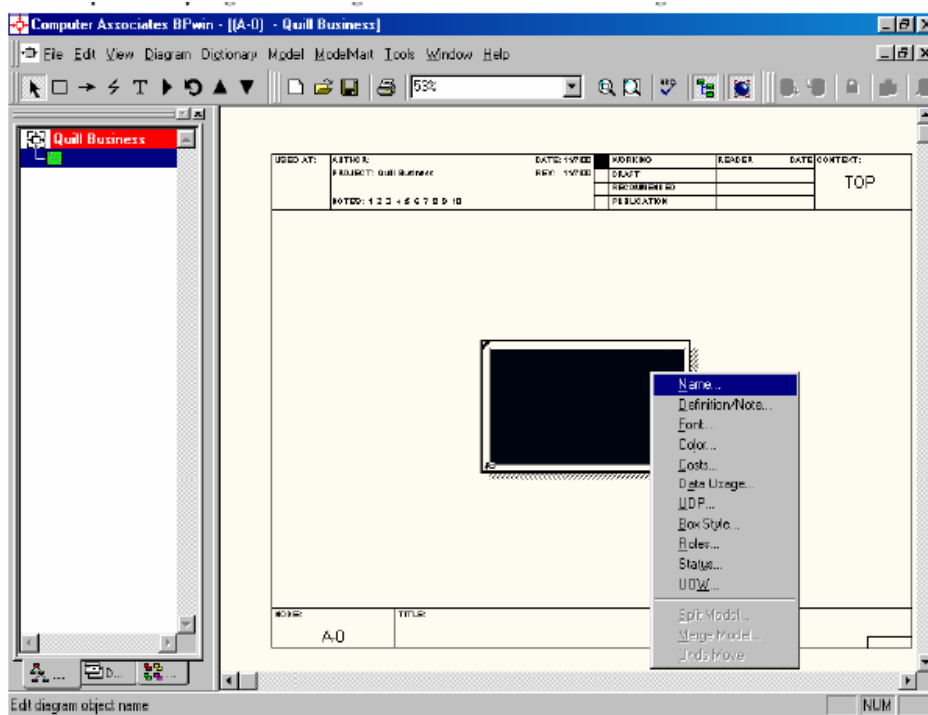 Computer Associates BPwin - [(A-0) - Quill Business]
File Edit View Diagram Dictionary Model ModelMart Tools Window Help
53%
Quill Business
USED AT: AUTHOR: DATE: WORKING READER DATE CONTEXT:
PROJECT: Quill Business REV: DRAFT
RECOMMENDED
TOP
NOTES: 1 2 3 4 5 6 7 8 9 10 PUBLICATION
Name...
Definition/Note...
Font...
Color...
Costs...
Data Usage...
UDP...
Box Style...
Roles...
Status...
UOW...
Split Model...
Merge Model...
Undo Move
NODE: TITLE:
A-0
D...
Edit diagram object name
NUM